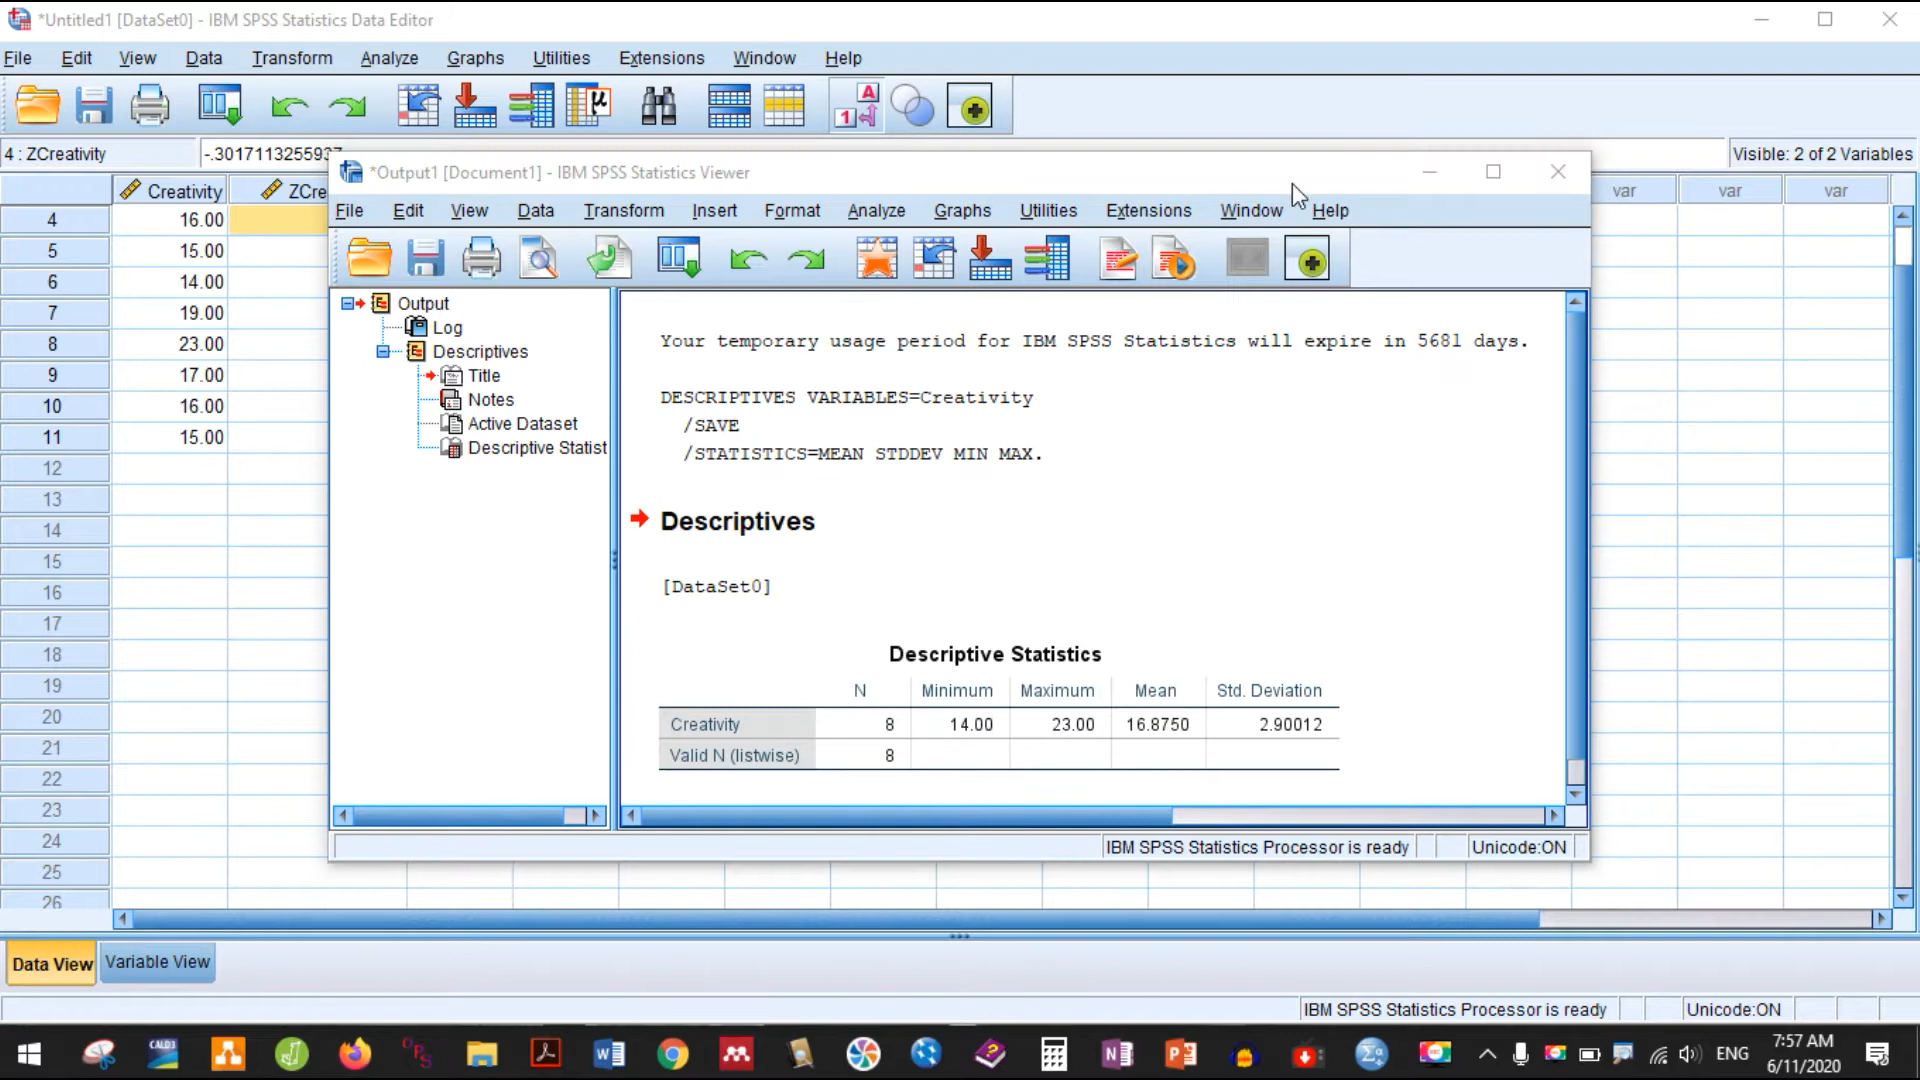 *Untitled1 [DataSet0] - IBM SPSS Statistics Data Editor
File Edit View Data Transform Analyze Graphs Utilities Extensions Window Help
4 : ZCreativity -.3017113255937 Visible: 2 of 2 Variables
Creativity ZCre var var var
4 16.00
5 15.00
6 14.00
7 19.00
8 23.00
9 17.00
10 16.00
11 15.00
12
13
14
15
16
17
18
19
20
21
22
23
24
25
26
*Output1 [Document1] - IBM SPSS Statistics Viewer
File Edit View Data Transform Insert Format Analyze Graphs Utilities Extensions Window Help
Output
Log
Descriptives
Title
Notes
Active Dataset
Descriptive Statist
Your temporary usage period for IBM SPSS Statistics will expire in 5681 days.
DESCRIPTIVES VARIABLES=Creativity
/SAVE
/STATISTICS=MEAN STDDEV MIN MAX.
Descriptives
[DataSet0]
Descriptive Statistics
N Minimum Maximum Mean Std. Deviation
Creativity 8 14.00 23.00 16.8750 2.90012
Valid N (listwise) 8
IBM SPSS Statistics Processor is ready Unicode:ON
Data View Variable View
IBM SPSS Statistics Processor is ready Unicode:ON
CALD3
ENG
7:57 AM
6/11/2020